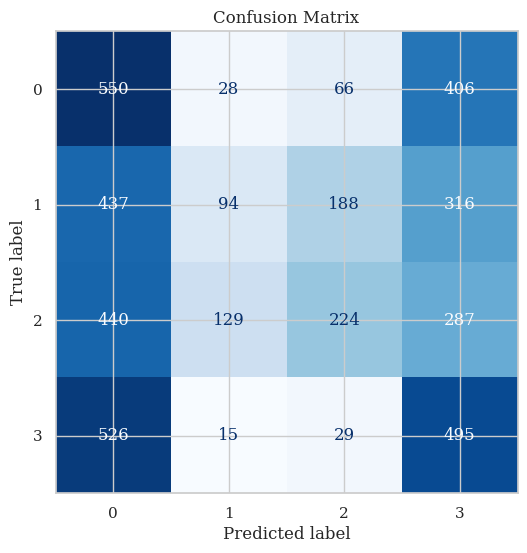 Confusion Matrix
True label
0 550 28 66 406
1 437 94 188 316
2 440 129 224 287
3 526 15 29 495
0 1 2 3
Predicted label